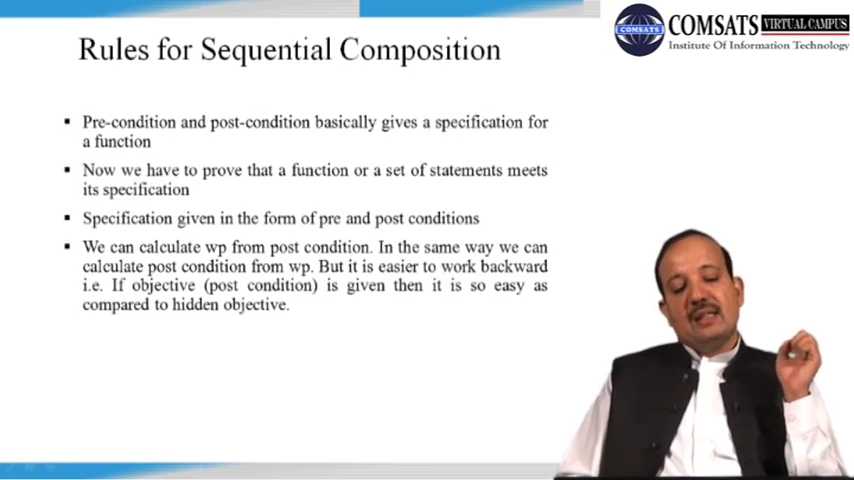 Rules for Sequential Composition
COMSATS
COMSATS VIRTUAL CAMPUS
Institute Of Information Technology
▪ Pre-condition and post-condition basically gives a specification for
a function
▪ Now we have to prove that a function or a set of statements meets
its specification
▪ Specification given in the form of pre and post conditions
▪ We can calculate wp from post condition. In the same way we can
calculate post condition from wp. But it is easier to work backward
i.e. If objective (post condition) is given then it is so easy as
compared to hidden objective.